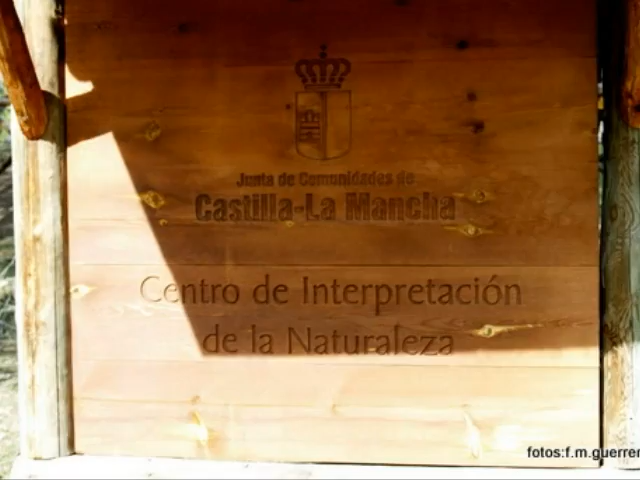 Junta de Comunidades de
Castilla-La Mancha
Centro de Interpretación
de la Naturaleza
fotos:f.m.guerrer